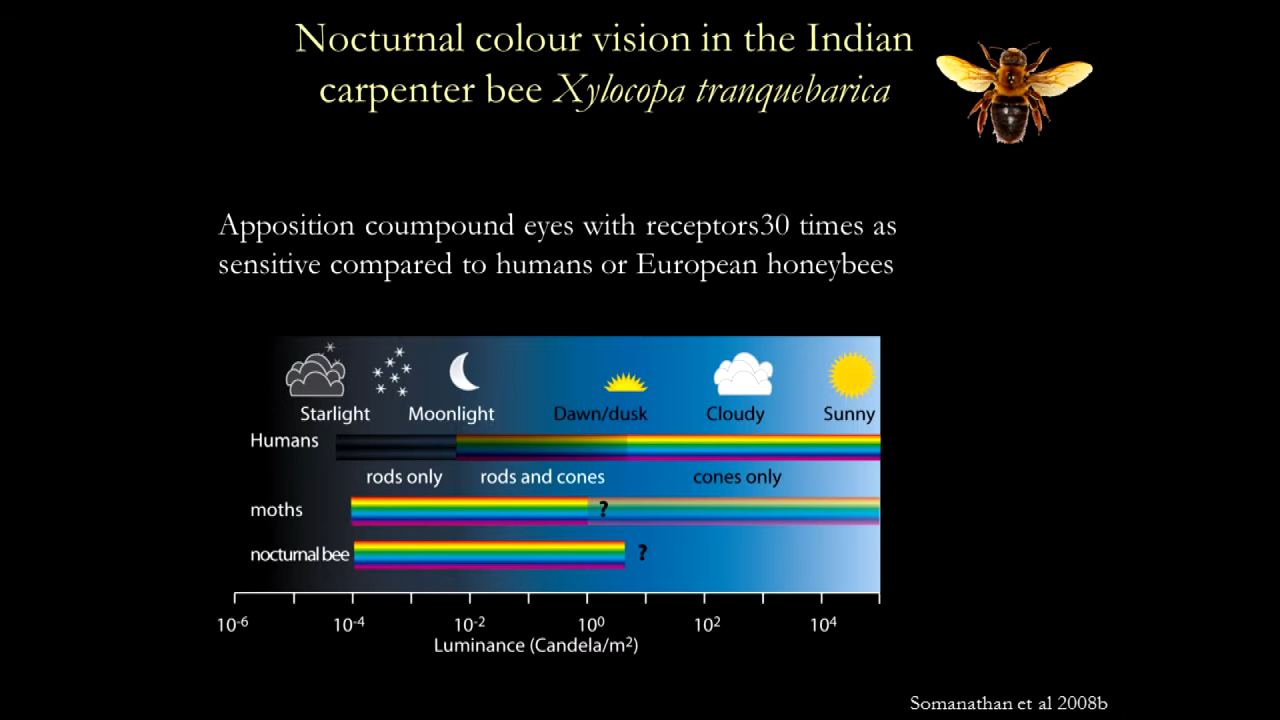 Nocturnal colour vision in the Indian
carpenter bee Xylocopa tranquebarica
Apposition coumpound eyes with receptors30 times as
sensitive compared to humans or European honeybees
Starlight Moonlight Dawn/dusk Cloudy Sunny
Humans
rods only rods and cones cones only
moths ?
nocturnal bee ?
10⁻⁶ 10⁻⁴ 10⁻² 10⁰ 10² 10⁴
Luminance (Candela/m²)
Somanathan et al 2008b